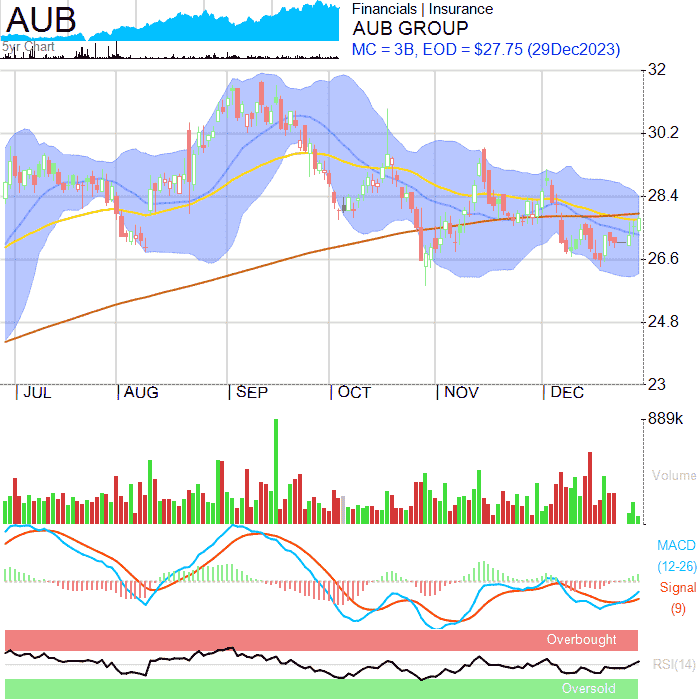 AUB
5yr Chart
Financials | Insurance
AUB GROUP
MC = 3B, EOD = $27.75 (29Dec2023)
32
30.2
28.4
26.6
24.8
23
JUL AUG SEP OCT NOV DEC
889k
Volume
MACD
(12-26)
Signal
(9)
Overbought
RSI(14)
Oversold